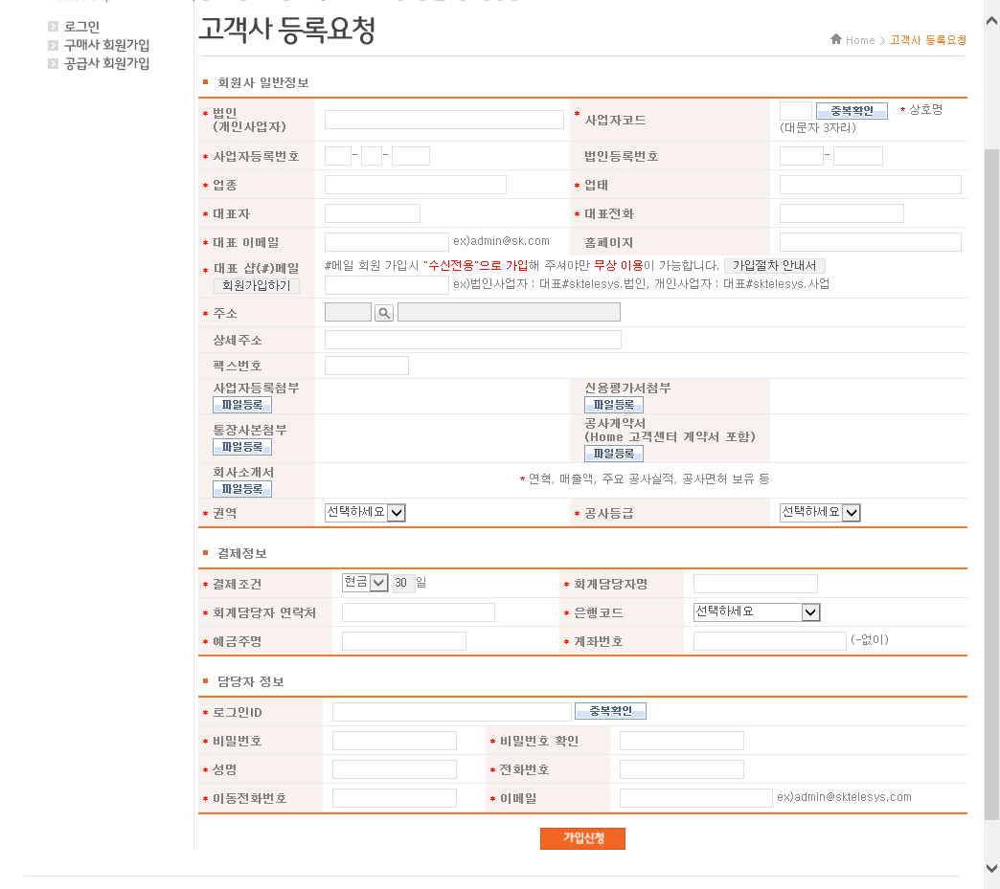 로그인
구매사 회원가입
공급사 회원가입
고객사 등록요청
Home > 고객사 등록요청
회원사 일반정보
* 법인
(개인사업자)
* 사업자코드
중복확인
* 상호명
(대문자 3자리)
* 사업자등록번호
- -
법인등록번호
-
* 업종
* 업태
* 대표자
* 대표전화
* 대표 이메일
ex)admin@sk.com
홈페이지
* 대표 샵(#)메일
회원가입하기
#메일 회원 가입시 "수신전용"으로 가입해 주셔야만 무상 이용이 가능합니다. 가입절차 안내서
ex)법인사업자 : 대표#sktelesys.법인, 개인사업자 : 대표#sktelesys.사업
* 주소
상세주소
팩스번호
사업자등록첨부
파일등록
신용평가서첨부
파일등록
통장사본첨부
파일등록
공사계약서
(Home 고객센터 계약서 포함)
파일등록
회사소개서
파일등록
* 연혁, 매출액, 주요 공사실적, 공사면허 보유 등
* 권역
선택하세요
* 공사등급
선택하세요
결제정보
* 결제조건
현금 30 일
* 회계담당자명
* 회계담당자 연락처
* 은행코드
선택하세요
* 예금주명
* 계좌번호
(-없이)
담당자 정보
* 로그인ID
중복확인
* 비밀번호
* 비밀번호 확인
* 성명
* 전화번호
* 이동전화번호
* 이메일
ex)admin@sktelesys.com
가입신청